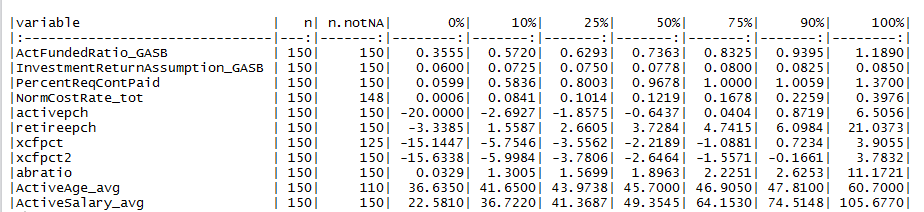 |variable                        |   n| n.notNA|       0%|     10%|     25%|     50%|     75%|     90%|     100%|
|:-------------------------------|---:|-------:|--------:|-------:|-------:|-------:|-------:|-------:|--------:|
|ActFundedRatio_GASB             | 150|     150|   0.3555|  0.5720|  0.6293|  0.7363|  0.8325|  0.9395|   1.1890|
|InvestmentReturnAssumption_GASB | 150|     150|   0.0600|  0.0725|  0.0750|  0.0778|  0.0800|  0.0825|   0.0850|
|PercentReqContPaid              | 150|     150|   0.0599|  0.5836|  0.8003|  0.9678|  1.0000|  1.0059|   1.3700|
|NormCostRate_tot                | 150|     148|   0.0006|  0.0841|  0.1014|  0.1219|  0.1678|  0.2259|   0.3976|
|activepch                       | 150|     150| -20.0000| -2.6927| -1.8575| -0.6437|  0.0404|  0.8719|   6.5056|
|retireepch                      | 150|     150|  -3.3385|  1.5587|  2.6605|  3.7284|  4.7415|  6.0984|  21.0373|
|xcfpct                          | 150|     125| -15.1447| -5.7546| -3.5562| -2.2189| -1.0881|  0.7234|   3.9055|
|xcfpct2                         | 150|     150| -15.6338| -5.9984| -3.7806| -2.6464| -1.5571| -0.1661|   3.7832|
|abratio                         | 150|     150|   0.0329|  1.3005|  1.5699|  1.8963|  2.2251|  2.6253|  11.1721|
|ActiveAge_avg                   | 150|     110|  36.6350| 41.6500| 43.9738| 45.7000| 46.9050| 47.8100|  60.7000|
|ActiveSalary_avg                | 150|     150|  22.5810| 36.7220| 41.3687| 49.3545| 64.1530| 74.5148| 105.6770|